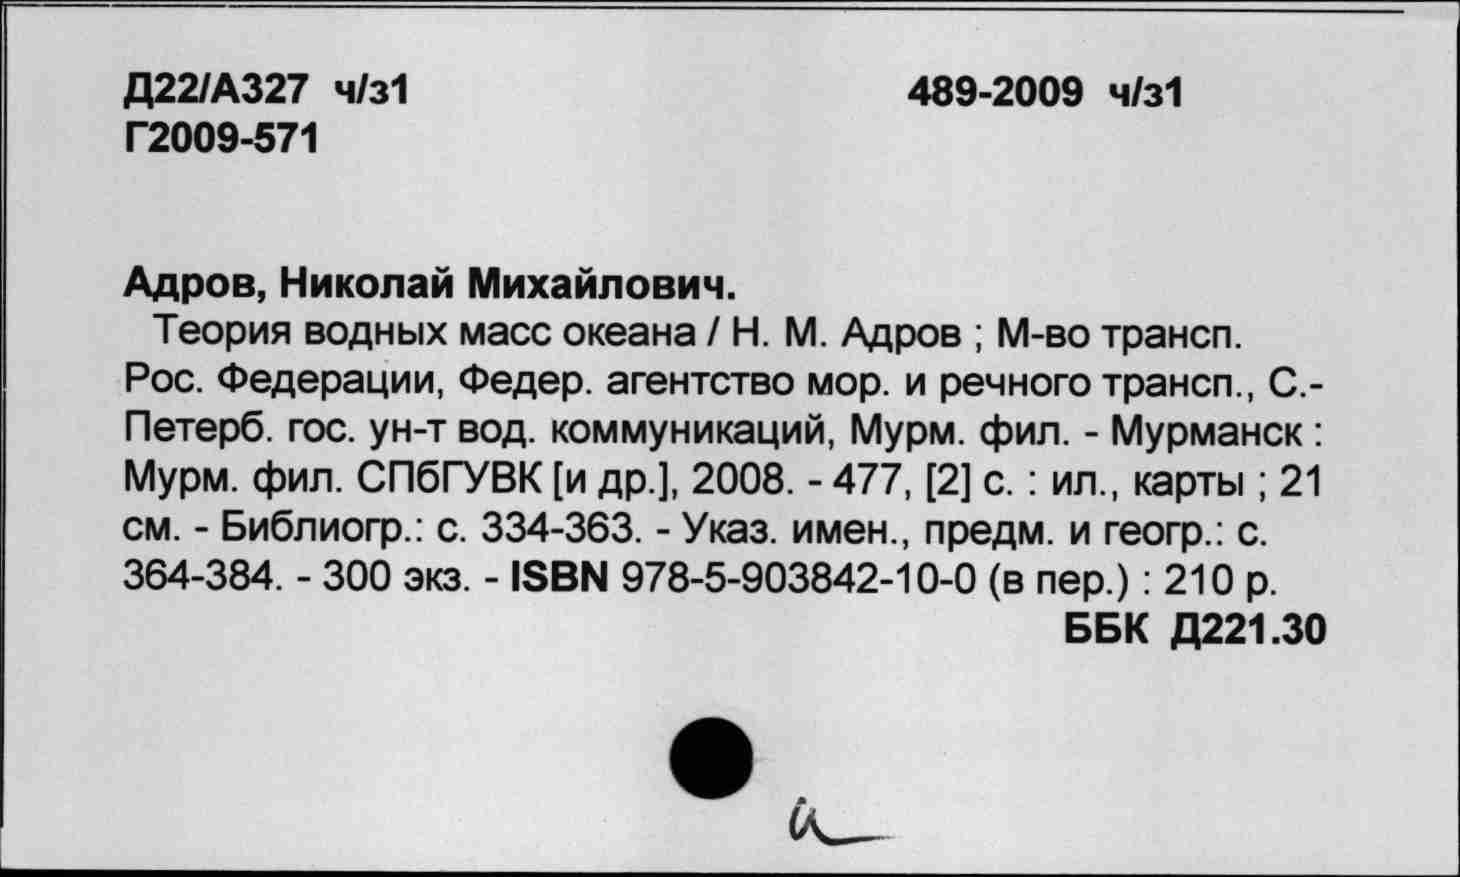 Д22/А327 ч/з1
489-2009 ч/з1
Г2009-571
Адров, Николай Михайлович.
Теория водных масс океана / Н. М. Адров ; М-во трансп.
Рос. Федерации, Федер. агентство мор. и речного трансп., С.-
Петерб. гос. ун-т вод. коммуникаций, Мурм. фил. - Мурманск :
Мурм. фил. СПбГУВК [и др.], 2008. - 477, [2] с. : ил., карты ; 21
см. - Библиогр.: с. 334-363. - Указ. имен., предм. и геогр.: с.
364-384. - 300 экз. - ISBN 978-5-903842-10-0 (в пер.) : 210 р.
ББК Д221.30